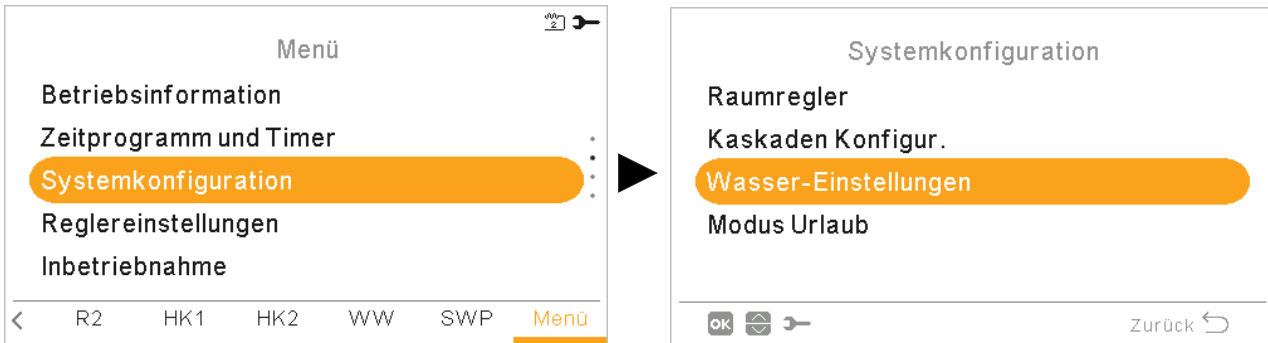 2
Menü
Betriebsinformation
Zeitprogramm und Timer
Systemkonfiguration
Reglereinstellungen
Inbetriebnahme
< R2 HK1 HK2 WW SWP Menü
Systemkonfiguration
Raumregler
Kaskaden Konfigur.
Wasser-Einstellungen
Modus Urlaub
OK Zurück